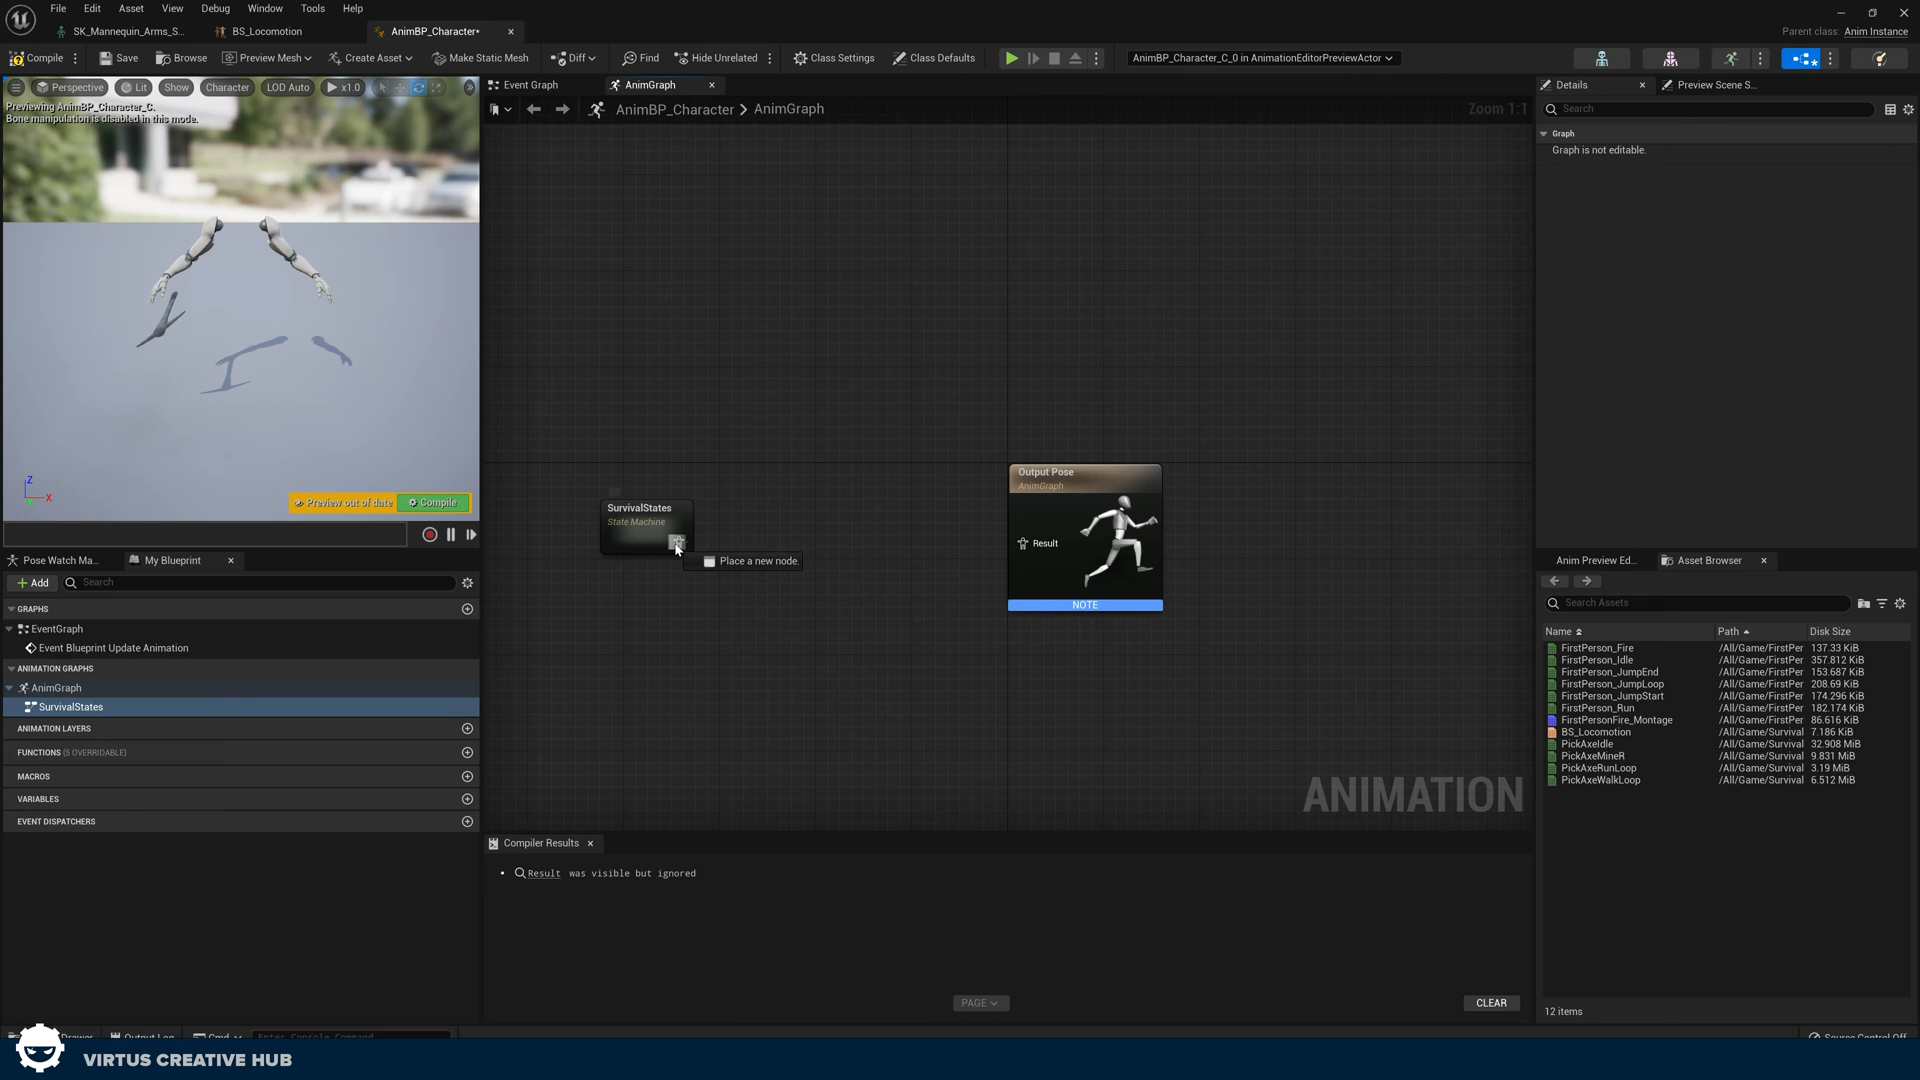 File Edit Asset View Debug Window Tools Help
SK_Mannequin_Arms_S... BS_Locomotion AnimBP_Character*
Parent class: Anim Instance
Compile Save Browse Preview Mesh Create Asset Make Static Mesh Diff Find Hide Unrelated Class Settings Class Defaults AnimBP_Character_C_0 in AnimationEditorPreviewActor
Perspective Lit Show Character LOD Auto x1.0
Previewing AnimBP_Character_C.
Bone manipulation is disabled in this mode.
Z
X
Preview out of date Compile
Pose Watch Ma... My Blueprint
Add Search
GRAPHS
EventGraph
Event Blueprint Update Animation
ANIMATION GRAPHS
AnimGraph
SurvivalStates
ANIMATION LAYERS
FUNCTIONS (5 OVERRIDABLE)
MACROS
VARIABLES
EVENT DISPATCHERS
Event Graph AnimGraph
AnimBP_Character > AnimGraph
Zoom 1:1
SurvivalStates
State Machine
Place a new node.
Output Pose
AnimGraph
Result
NOTE
ANIMATION
Compiler Results
• Result was visible but ignored
PAGE
CLEAR
Details Preview Scene S...
Search
Graph
Graph is not editable.
Anim Preview Ed... Asset Browser
Search Assets
Name Path Disk Size
FirstPerson_Fire /All/Game/FirstPer 137.33 KiB
FirstPerson_Idle /All/Game/FirstPer 357.812 KiB
FirstPerson_JumpEnd /All/Game/FirstPer 153.687 KiB
FirstPerson_JumpLoop /All/Game/FirstPer 208.69 KiB
FirstPerson_JumpStart /All/Game/FirstPer 174.296 KiB
FirstPerson_Run /All/Game/FirstPer 182.174 KiB
FirstPersonFire_Montage /All/Game/FirstPer 86.616 KiB
BS_Locomotion /All/Game/Survival 7.186 KiB
PickAxeIdle /All/Game/Survival 32.908 MiB
PickAxeMineR /All/Game/Survival 9.831 MiB
PickAxeRunLoop /All/Game/Survival 3.19 MiB
PickAxeWalkLoop /All/Game/Survival 6.512 MiB
12 items
Drawer Output Log Cmd Enter Console Command Source Control Off
VIRTUS CREATIVE HUB